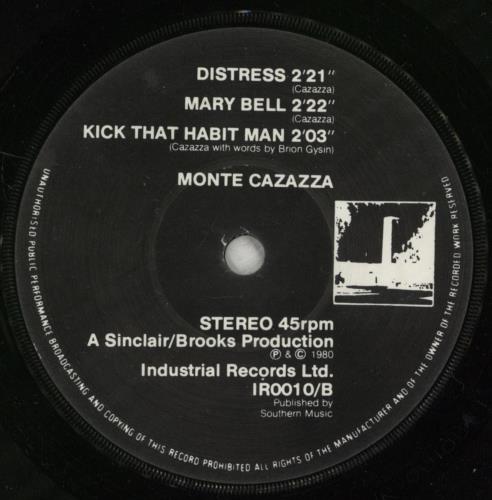 DISTRESS 2'21"
(Cazazza)
MARY BELL 2'22"
(Cazazza)
KICK THAT HABIT MAN 2'03"
(Cazazza with words by Brion Gysin)
MONTE CAZAZZA
STEREO 45rpm
A Sinclair/Brooks Production
Ⓟ & © 1980
Industrial Records Ltd.
IR0010/B
Published by
Southern Music
UNAUTHORISED PUBLIC PERFORMANCE BROADCASTING AND COPYING OF THIS RECORD PROHIBITED ALL RIGHTS OF THE MANUFACTURER AND OF THE OWNER OF THE RECORDED WORK RESERVED